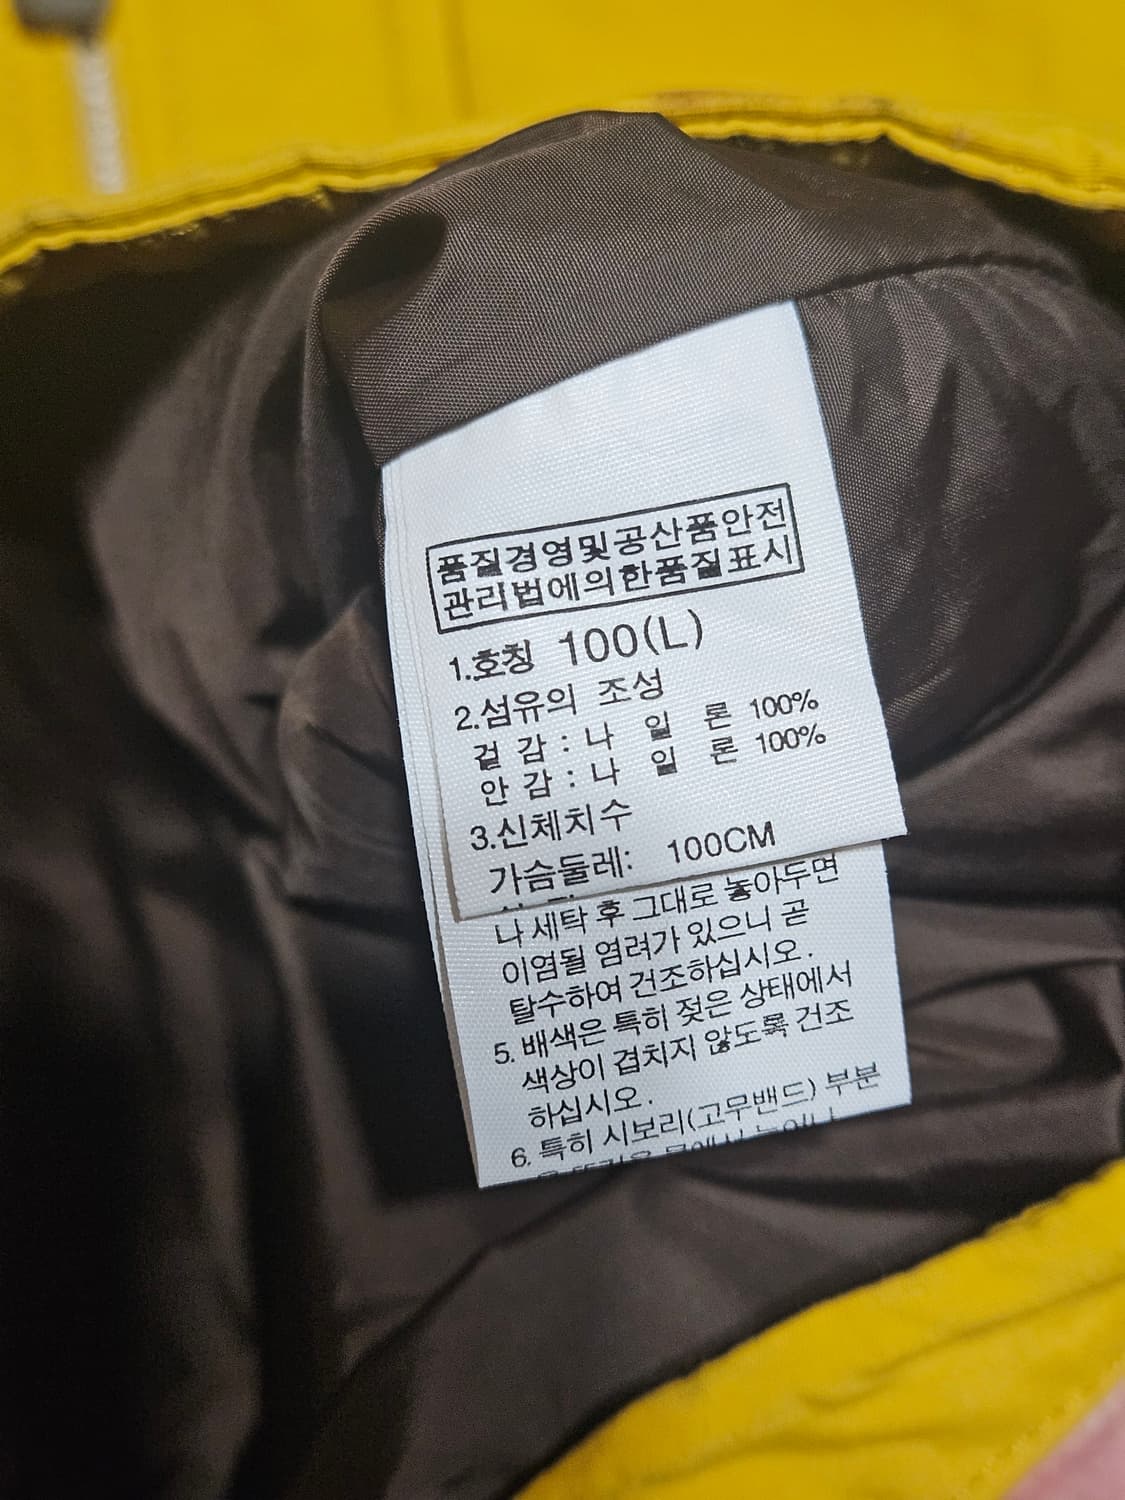 품질경영및공산품안전
관리법에의한품질표시
1.호칭 100(L)
2.섬유의 조성
겉 감 : 나 일 론 100%
안 감 : 나 일 론 100%
3.신체치수
가슴둘레: 100CM
나 세탁 후 그대로 놓아두면
이염될 염려가 있으니 곧
탈수하여 건조하십시오.
5. 배색은 특히 젖은 상태에서
색상이 겹치지 않도록 건조
하십시오.
6. 특히 시보리(고무밴드) 부분